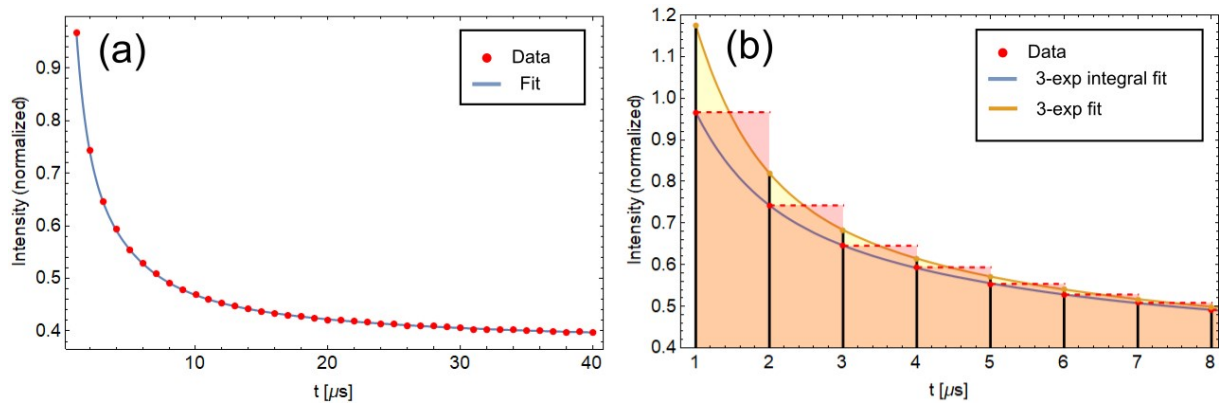 (a)
Data
Fit
Intensity (normalized)
0.9
0.8
0.7
0.6
0.5
0.4
10
20
30
40
t [μs]
(b)
Data
3-exp integral fit
3-exp fit
Intensity (normalized)
1.2
1.1
1.0
0.9
0.8
0.7
0.6
0.5
0.4
1
2
3
4
5
6
7
8
t [μs]